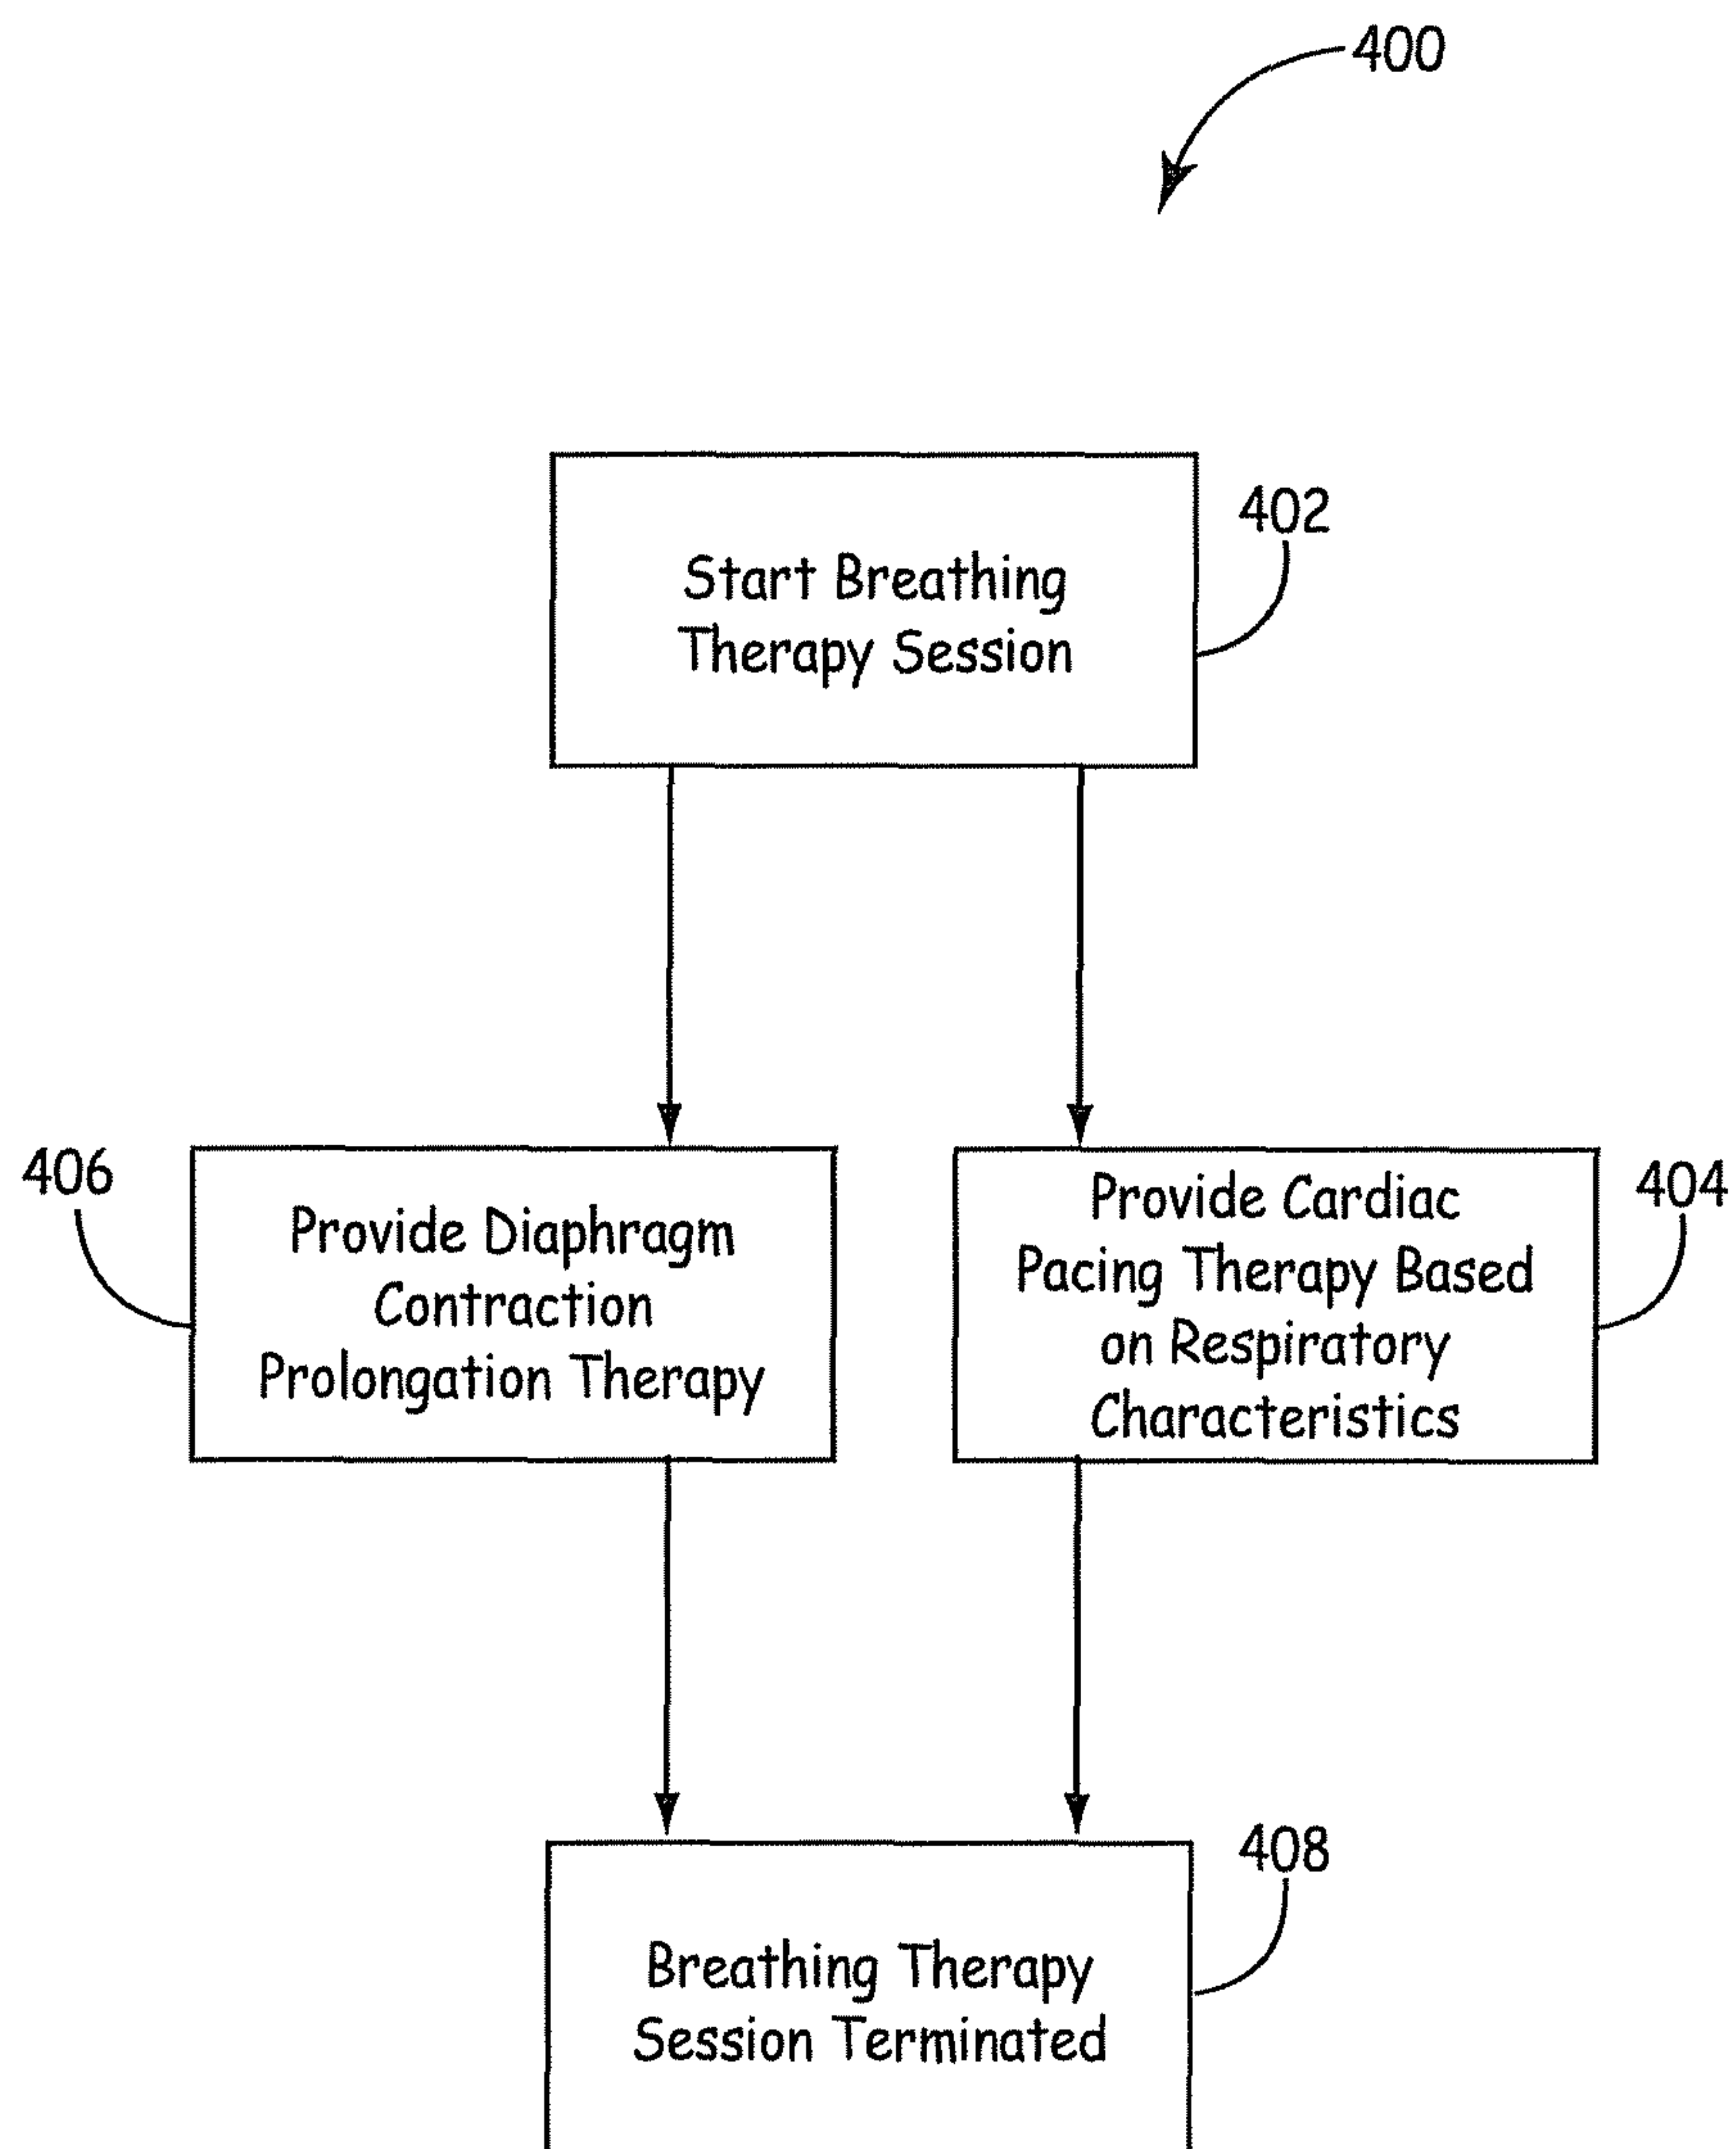 400
402
Start Breathing
Therapy Session
406
Provide Diaphragm
Contraction
Prolongation Therapy
404
Provide Cardiac
Pacing Therapy Based
on Respiratory
Characteristics
408
Breathing Therapy
Session Terminated